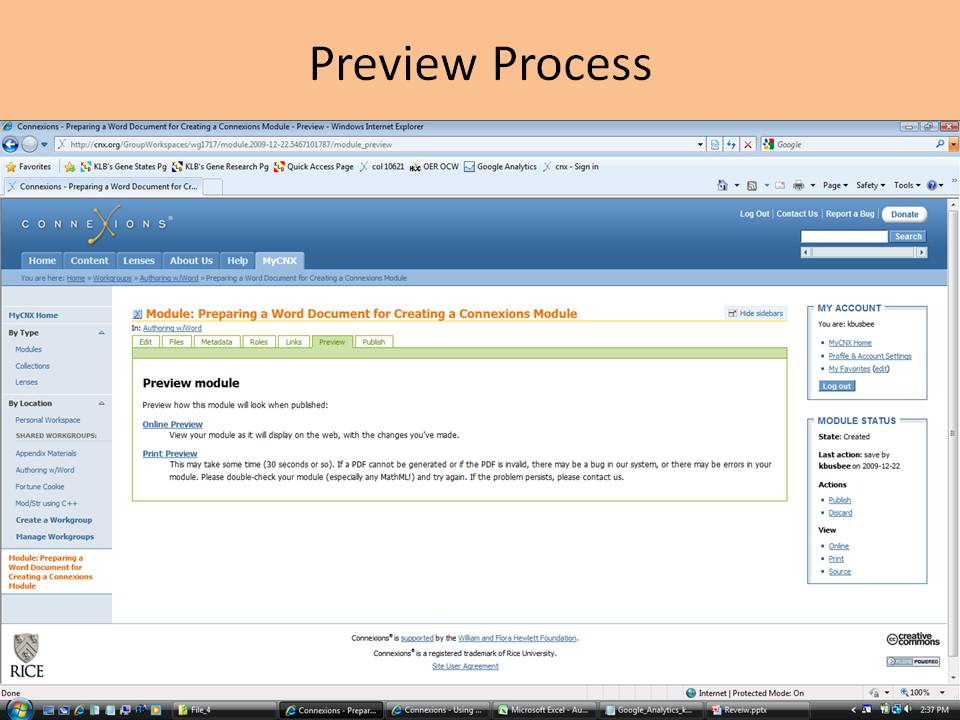 Preview Process
Connexions - Preparing a Word Document for Creating a Connexions Module - Preview - Windows Internet Explorer
http://cnx.org/GroupWorkspaces/wg1717/module.2009-12-22.5467101787/module_preview
Google
Favorites KLB's Gene States Pg KLB's Gene Research Pg Quick Access Page col 10621 OER OCW Google Analytics cnx - Sign in
Connexions - Preparing a Word Document for Cr...
Page Safety Tools
CONNEXIONS®
Log Out | Contact Us | Report a Bug Donate
Search
Home Content Lenses About Us Help MyCNX
You are here: Home » Workgroups » Authoring w/Word » Preparing a Word Document for Creating a Connexions Module
MyCNX Home
By Type
Modules
Collections
Lenses
By Location
Personal Workspace
SHARED WORKGROUPS:
Appendix Materials
Authoring w/Word
Fortune Cookie
Mod/Str using C++
Create a Workgroup
Manage Workgroups
Module: Preparing a
Word Document for
Creating a Connexions
Module
Module: Preparing a Word Document for Creating a Connexions Module
Hide sidebars
In: Authoring w/Word
Edit Files Metadata Roles Links Preview Publish
Preview module
Preview how this module will look when published:
Online Preview
View your module as it will display on the web, with the changes you've made.
Print Preview
This may take some time (30 seconds or so). If a PDF cannot be generated or if the PDF is invalid, there may be a bug in our system, or there may be errors in your
module. Please double-check your module (especially any MathML!) and try again. If the problem persists, please contact us.
MY ACCOUNT
You are: kbusbee
MyCNX Home
Profile & Account Settings
My Favorites (edit)
Log out
MODULE STATUS
State: Created
Last action: save by
kbusbee on 2009-12-22
Actions
Publish
Discard
View
Online
Print
Source
RICE
Connexions® is supported by the William and Flora Hewlett Foundation.
Connexions® is a registered trademark of Rice University.
Site User Agreement
cc creative
commons
PLONE POWERED
Done
Internet | Protected Mode: On
100%
File_4
Connexions - Prepar...
Connexions - Using ...
Microsoft Excel - Au...
Google_Analytics_k...
Reveiw.pptx
2:37 PM